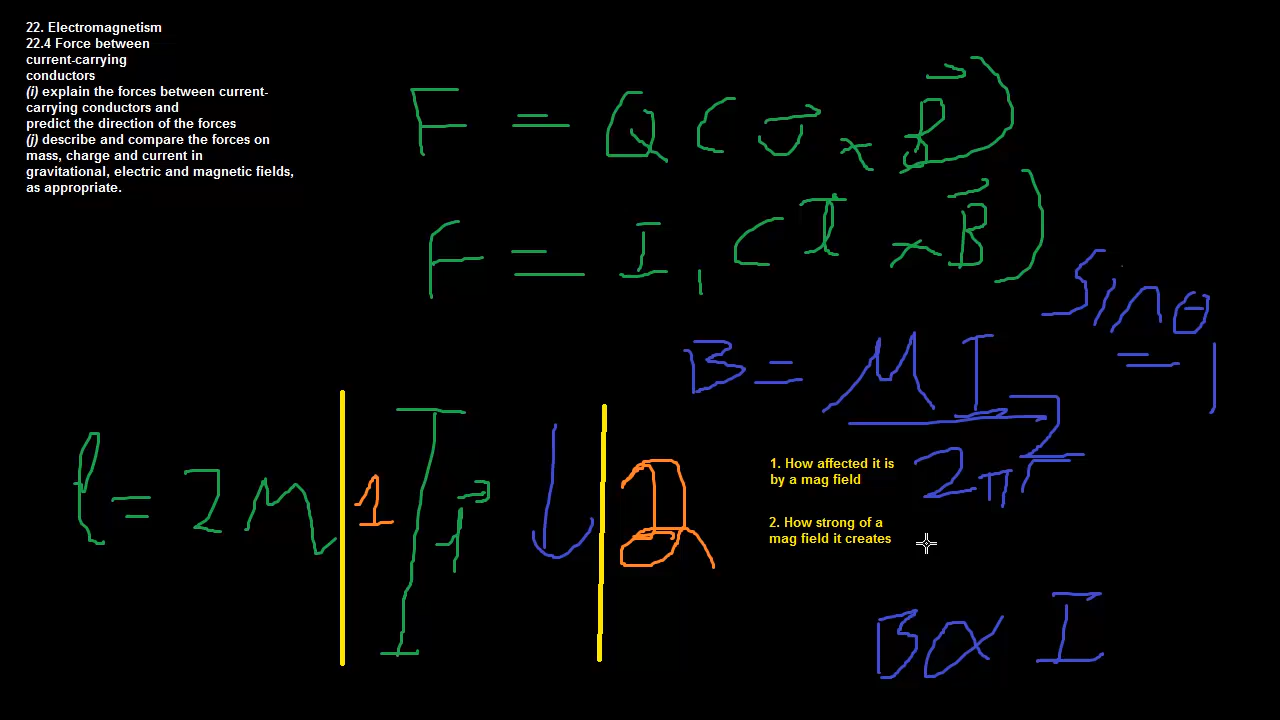 22. Electromagnetism
22.4 Force between
current-carrying
conductors
(i) explain the forces between current-
carrying conductors and
predict the direction of the forces
(j) describe and compare the forces on
mass, charge and current in
gravitational, electric and magnetic fields,
as appropriate.
F = Q (v × B)
F = I, (I × B)
Sinθ
= 1
B = μI
2πr
l = 2m
1
2
1. How affected it is
by a mag field
2. How strong of a
mag field it creates
B α I